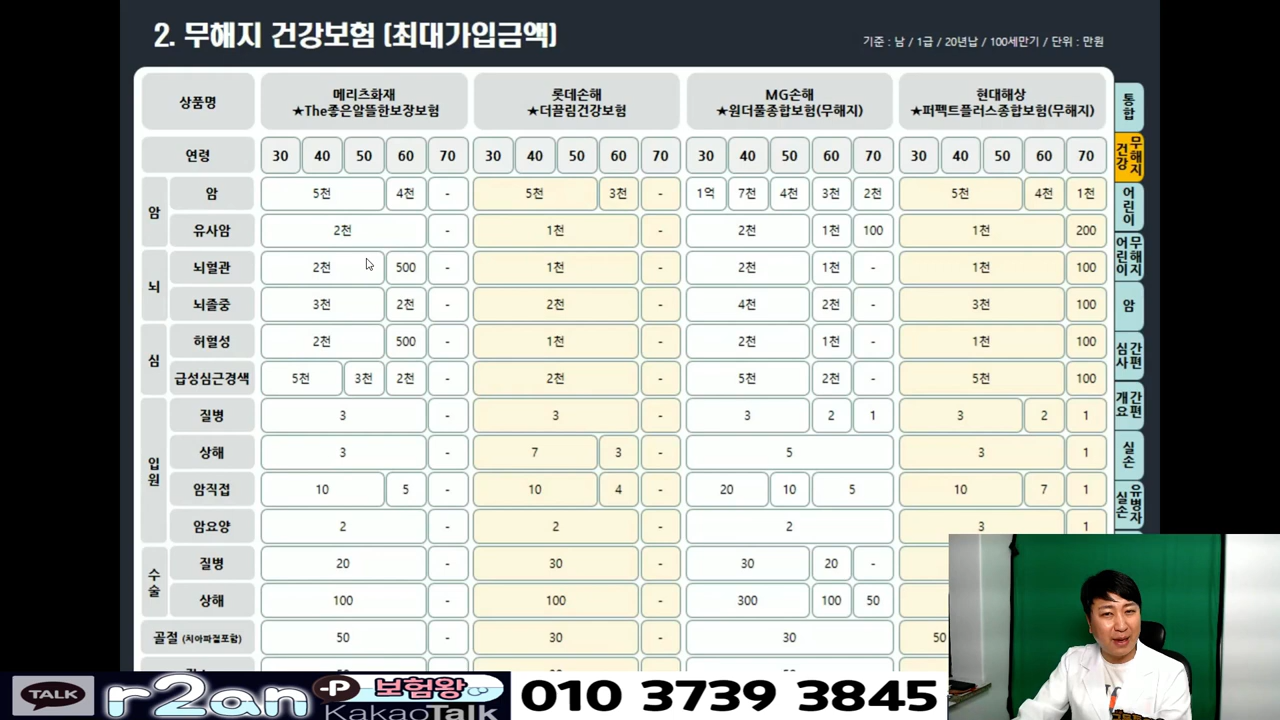 2. 무해지 건강보험 (최대가입금액)
기준 : 남 / 1급 / 20년납 / 100세만기 / 단위 : 만원
상품명 메리츠화재 ★The좋은알뜰한보장보험 롯데손해 ★더끌림건강보험 MG손해 ★원더풀종합보험(무해지) 현대해상 ★퍼팩트플러스종합보험(무해지)
연령 30 40 50 60 70 30 40 50 60 70 30 40 50 60 70 30 40 50 60 70
암 암 5천 4천 - 5천 3천 - 1억 7천 4천 3천 2천 5천 4천 1천
유사암 2천 - 1천 - 2천 1천 100 1천 200
뇌 뇌혈관 2천 500 - 1천 - 2천 1천 - 1천 100
뇌졸중 3천 2천 - 2천 - 4천 2천 - 3천 100
심 허혈성 2천 500 - 1천 - 2천 1천 - 1천 100
급성심근경색 5천 3천 2천 - 2천 - 5천 2천 - 5천 100
입원 질병 3 - 3 - 3 2 1 3 2 1
상해 3 - 7 3 - 5 3 1
암직접 10 5 - 10 4 - 20 10 5 10 7 1
암요양 2 - 2 - 2 3 1
수술 질병 20 - 30 - 30 20 -
상해 100 - 100 - 300 100 50
골절 (치아파절포함) 50 - 30 - 30 50
통합
무해지 건강
어린이
무해지 어린이
암
간편 심사
간편 개요
실손
유병자 실손
TALK r2an -P 보험왕 KakaoTalk 010 3739 3845